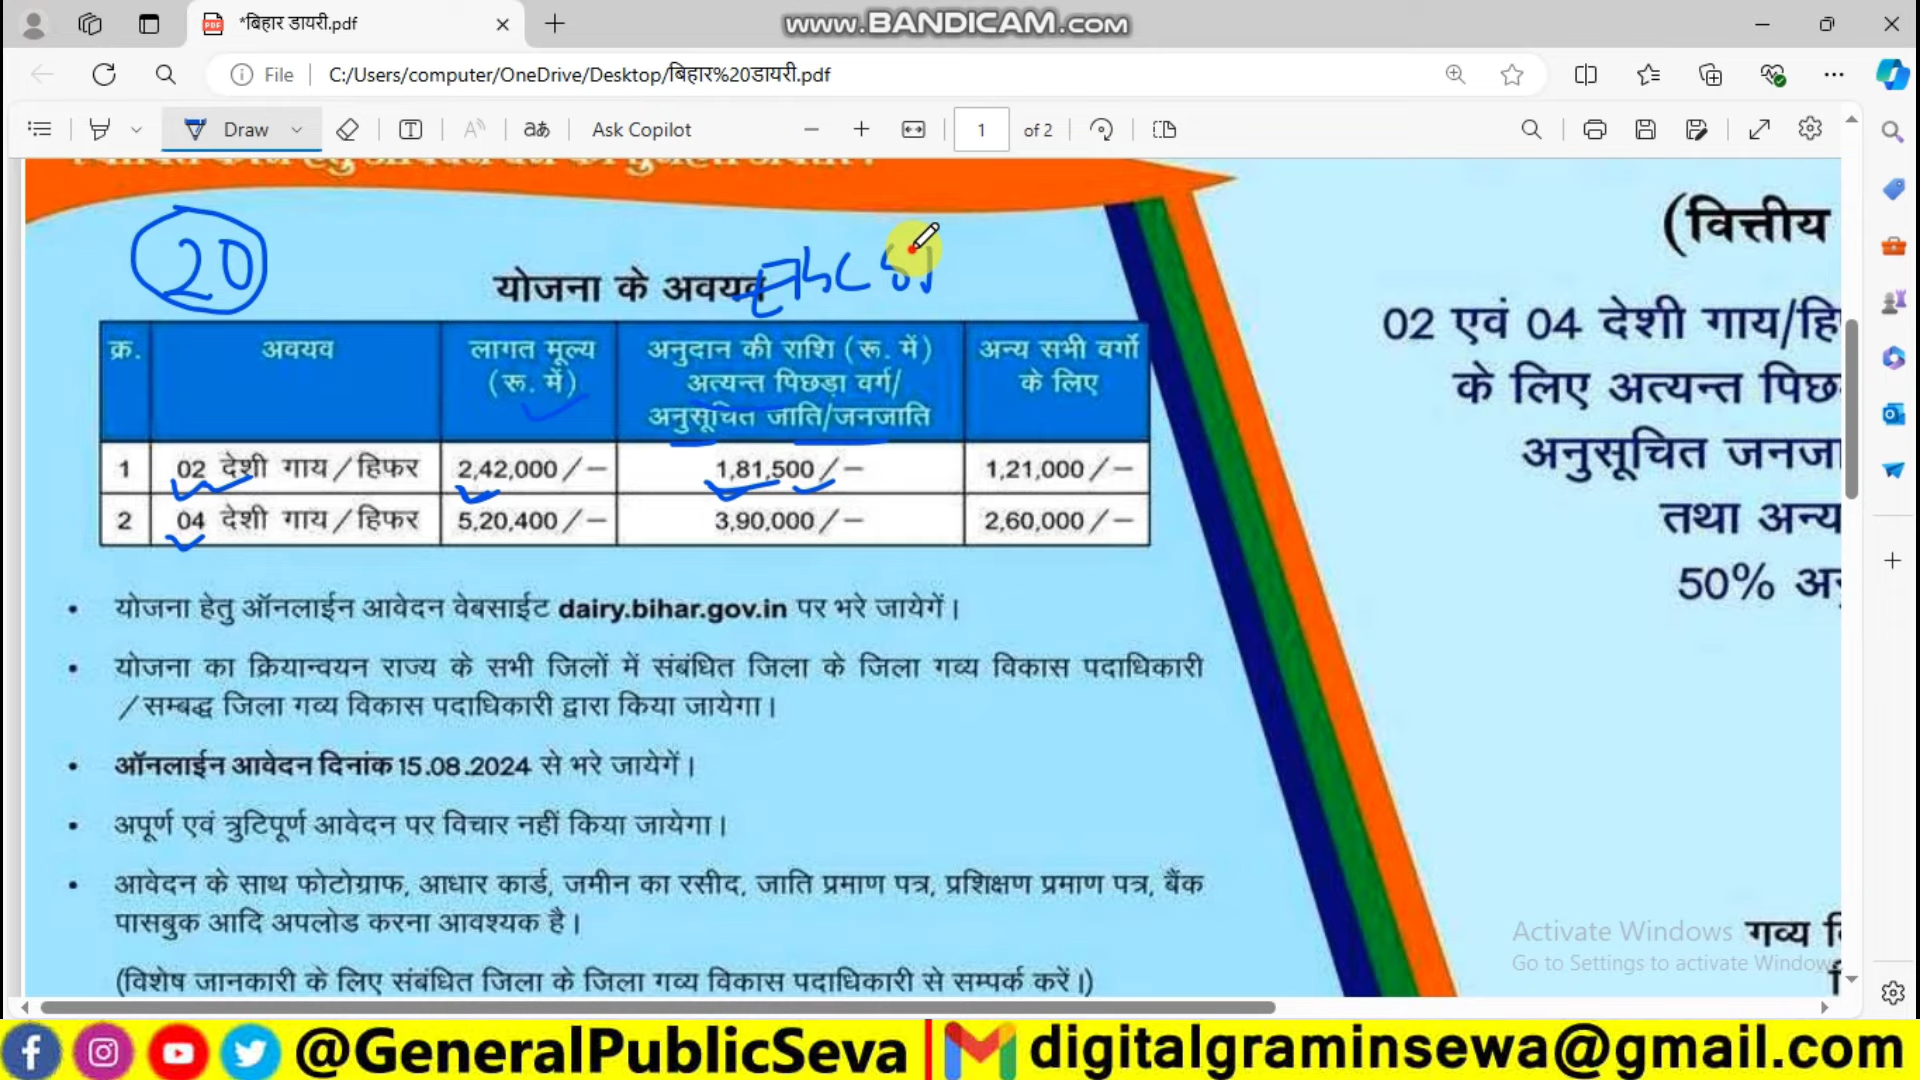 WWW.BANDICAM.COM
*बिहार डायरी.pdf
File | C:/Users/computer/OneDrive/Desktop/बिहार%20डायरी.pdf
Draw
Ask Copilot
1 of 2
20
योजना के अवयव
क्र. अवयव लागत मूल्य (रू. में) अनुदान की राशि (रू. में) अत्यन्त पिछड़ा वर्ग/ अनुसूचित जाति/जनजाति अन्य सभी वर्गो के लिए
1 02 देशी गाय/हिफर 2,42,000/– 1,81,500/– 1,21,000/–
2 04 देशी गाय/हिफर 5,20,400/– 3,90,000/– 2,60,000/–
• योजना हेतु ऑनलाईन आवेदन वेबसाईट dairy.bihar.gov.in पर भरे जायेगें।
• योजना का क्रियान्वयन राज्य के सभी जिलों में संबंधित जिला के जिला गव्य विकास पदाधिकारी
/सम्बद्ध जिला गव्य विकास पदाधिकारी द्वारा किया जायेगा।
• ऑनलाईन आवेदन दिनांक 15.08.2024 से भरे जायेगें।
• अपूर्ण एवं त्रुटिपूर्ण आवेदन पर विचार नहीं किया जायेगा।
• आवेदन के साथ फोटोग्राफ, आधार कार्ड, जमीन का रसीद, जाति प्रमाण पत्र, प्रशिक्षण प्रमाण पत्र, बैंक
पासबुक आदि अपलोड करना आवश्यक है।
(विशेष जानकारी के लिए संबंधित जिला के जिला गव्य विकास पदाधिकारी से सम्पर्क करें।)
(वित्तीय
02 एवं 04 देशी गाय/हि
के लिए अत्यन्त पिछ
अनुसूचित जनजा
तथा अन्य
50%
गव्य
Activate Windows
Go to Settings to activate Windows
@GeneralPublicSeva | digitalgraminsewa@gmail.com